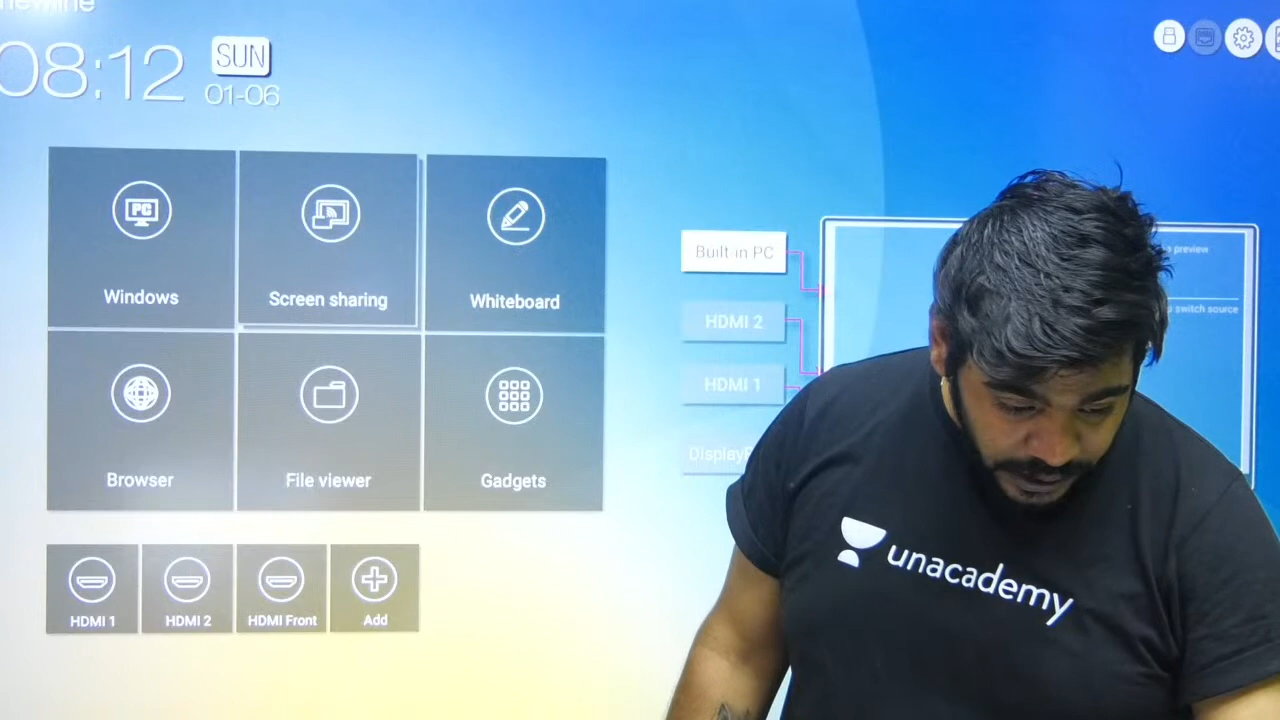 newline
08:12
SUN
01-06
PC
Windows
Screen sharing
Whiteboard
Browser
File viewer
Gadgets
HDMI 1
HDMI 2
HDMI Front
Add
Built-in PC
HDMI 2
HDMI 1
preview
switch source
unacademy